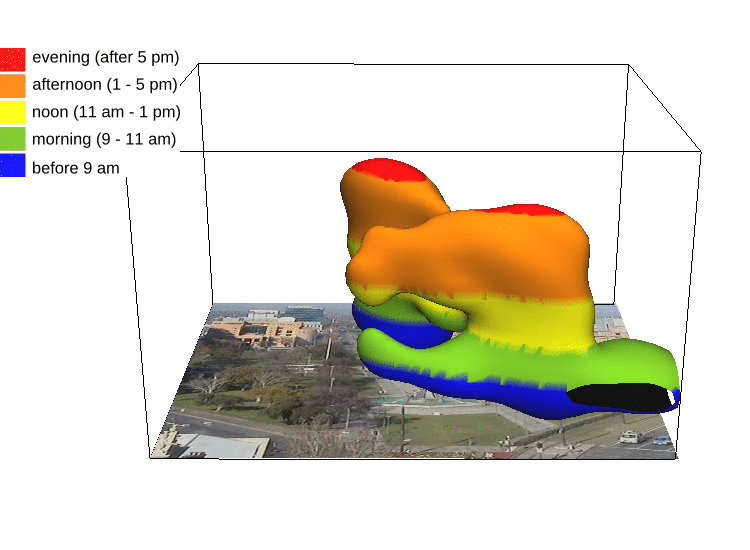 evening (after 5 pm)
afternoon (1 - 5 pm)
noon (11 am - 1 pm)
morning (9 - 11 am)
before 9 am